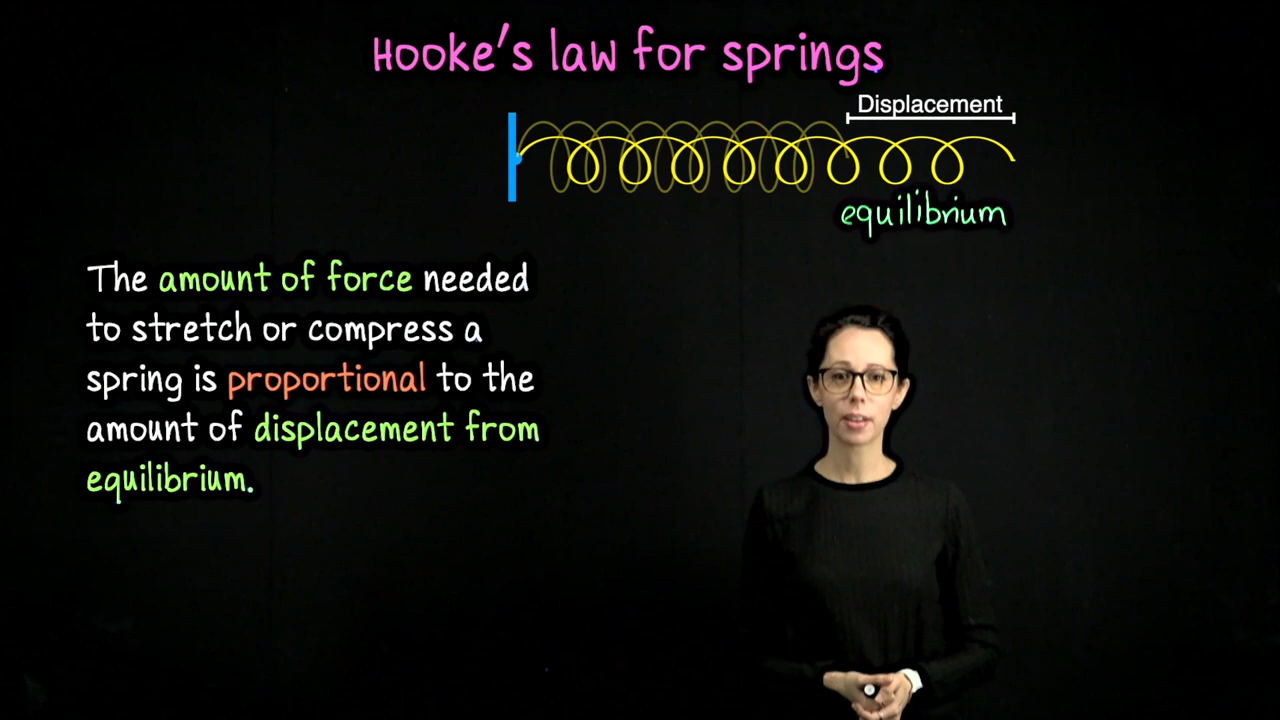 Hooke's law for springs
Displacement
equilibrium
The amount of force needed
to stretch or compress a
spring is proportional to the
amount of displacement from
equilibrium.